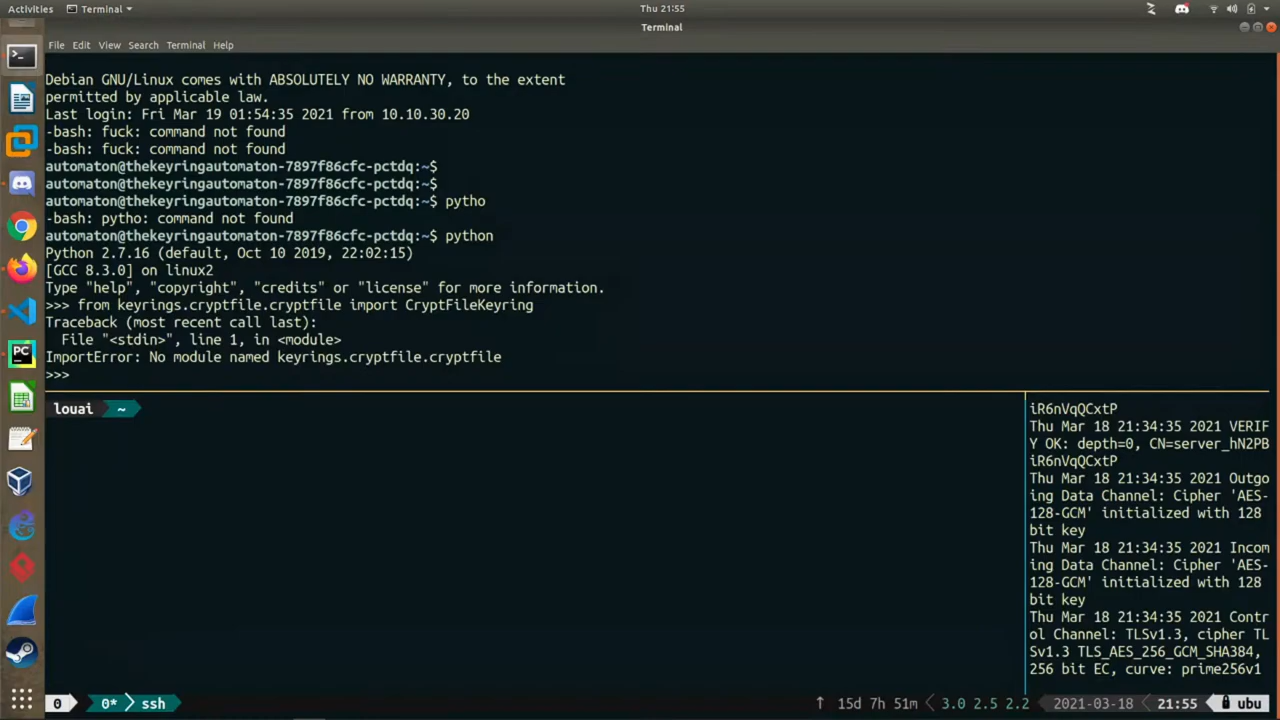 Activities
Terminal
Thu 21:55
Terminal
File Edit View Search Terminal Help
Debian GNU/Linux comes with ABSOLUTELY NO WARRANTY, to the extent
permitted by applicable law.
Last login: Fri Mar 19 01:54:35 2021 from 10.10.30.20
-bash: fuck: command not found
-bash: fuck: command not found
automaton@thekeyringautomaton-7897f86cfc-pctdq:~$
automaton@thekeyringautomaton-7897f86cfc-pctdq:~$
automaton@thekeyringautomaton-7897f86cfc-pctdq:~$ pytho
-bash: pytho: command not found
automaton@thekeyringautomaton-7897f86cfc-pctdq:~$ python
Python 2.7.16 (default, Oct 10 2019, 22:02:15)
[GCC 8.3.0] on linux2
Type "help", "copyright", "credits" or "license" for more information.
>>> from keyrings.cryptfile.cryptfile import CryptFileKeyring
Traceback (most recent call last):
  File "<stdin>", line 1, in <module>
ImportError: No module named keyrings.cryptfile.cryptfile
>>>
louai ~
iR6nVqQCxtP
Thu Mar 18 21:34:35 2021 VERIF
Y OK: depth=0, CN=server_hN2PB
iR6nVqQCxtP
Thu Mar 18 21:34:35 2021 Outgo
ing Data Channel: Cipher 'AES-
128-GCM' initialized with 128
bit key
Thu Mar 18 21:34:35 2021 Incom
ing Data Channel: Cipher 'AES-
128-GCM' initialized with 128
bit key
Thu Mar 18 21:34:35 2021 Contr
ol Channel: TLSv1.3, cipher TL
Sv1.3 TLS_AES_256_GCM_SHA384,
256 bit EC, curve: prime256v1
0 0* ssh ↑ 15d 7h 51m 3.0 2.5 2.2 2021-03-18 21:55 ubu
PC